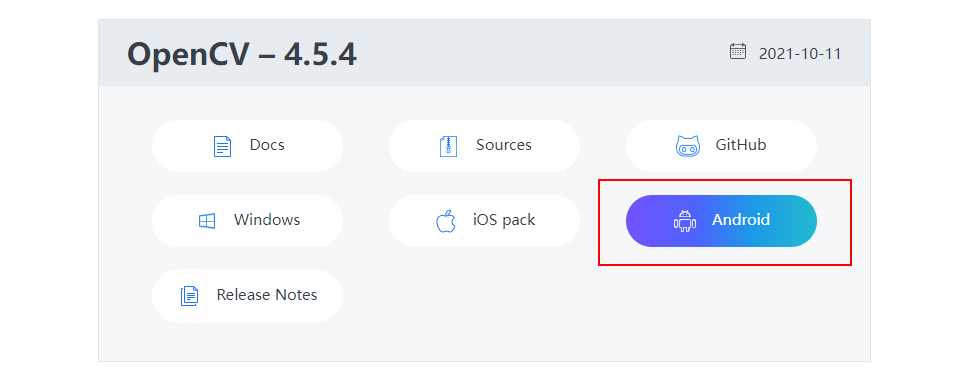 OpenCV – 4.5.4
2021-10-11
Docs
Sources
GitHub
Windows
iOS pack
Android
Release Notes